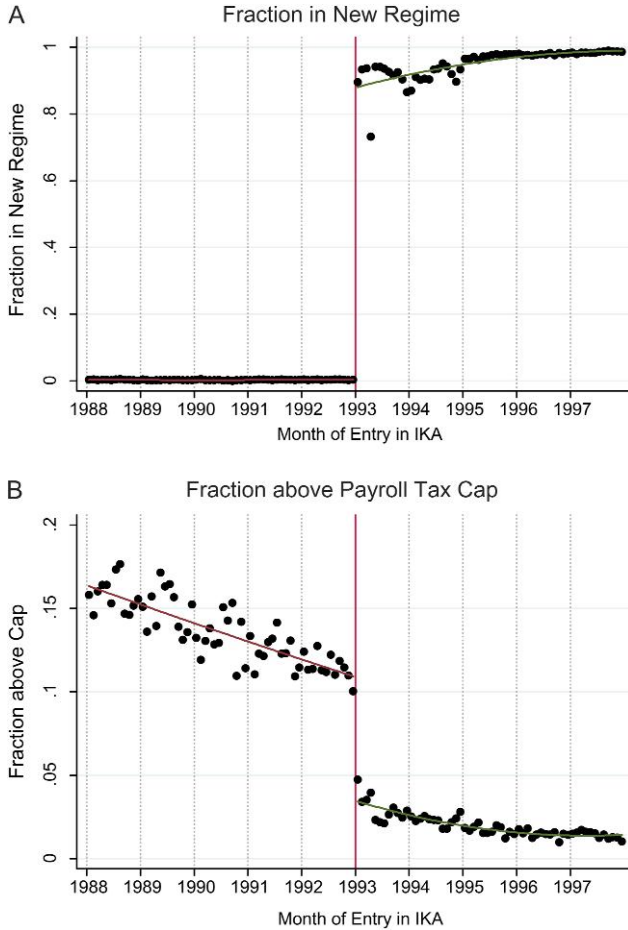 A
Fraction in New Regime
Fraction in New Regime
1
.8
.6
.4
.2
0
1988 1989 1990 1991 1992 1993 1994 1995 1996 1997
Month of Entry in IKA
B
Fraction above Payroll Tax Cap
Fraction above Cap
.2
.15
.1
.05
0
1988 1989 1990 1991 1992 1993 1994 1995 1996 1997
Month of Entry in IKA